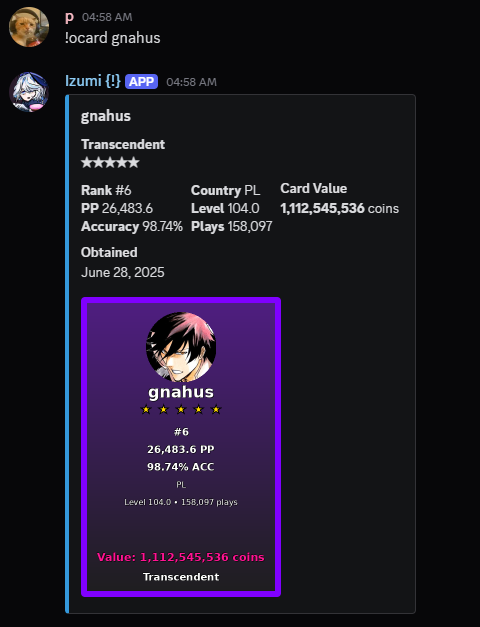 p 04:58 AM
!ocard gnahus
Izumi {!} APP 04:58 AM
gnahus
Transcendent
★★★★★
Rank #6 Country PL Card Value
PP 26,483.6 Level 104.0 1,112,545,536 coins
Accuracy 98.74% Plays 158,097
Obtained
June 28, 2025
gnahus
★ ★ ★ ★ ★
#6
26,483.6 PP
98.74% ACC
PL
Level 104.0 • 158,097 plays
Value: 1,112,545,536 coins
Transcendent